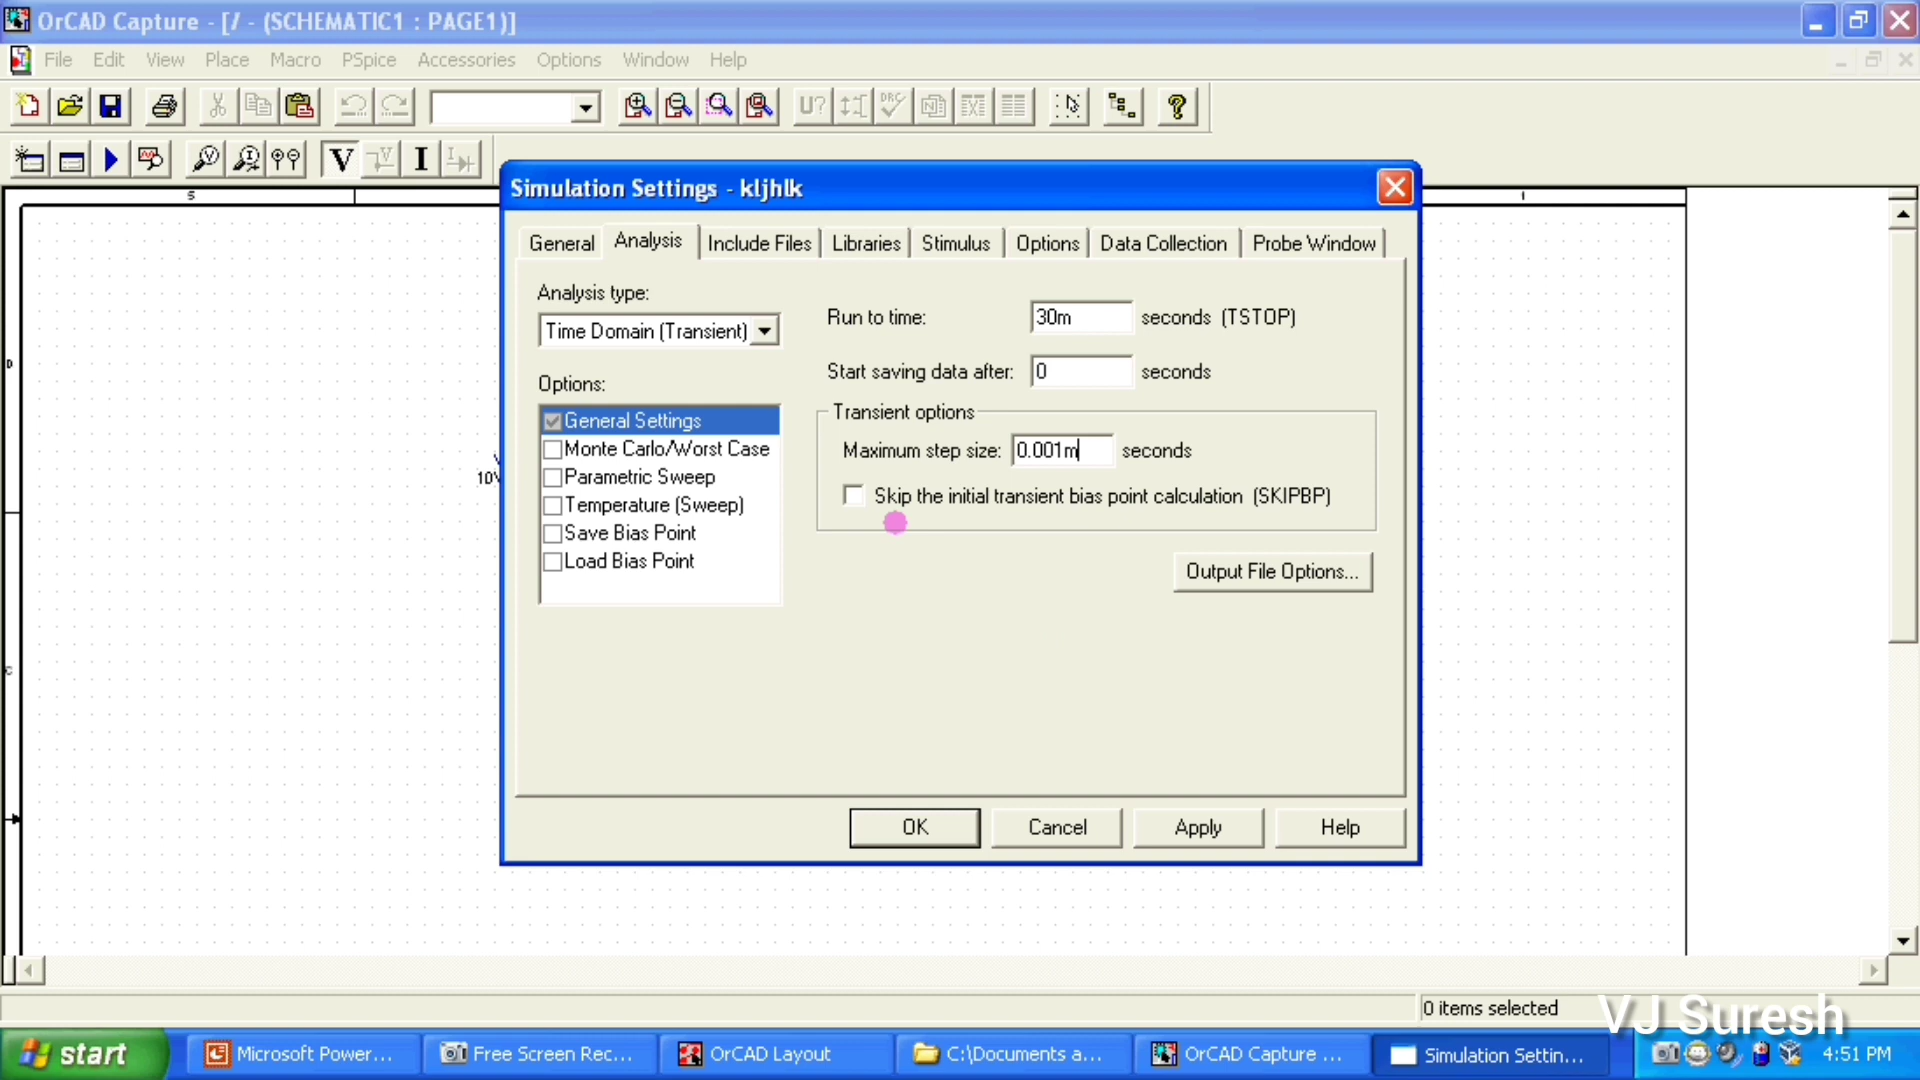 OrCAD Capture - [/ - (SCHEMATIC1 : PAGE1)]
File Edit View Place Macro PSpice Accessories Options Window Help
U? DRC
V V I I
5 1
Simulation Settings - kljhlk
General Analysis Include Files Libraries Stimulus Options Data Collection Probe Window
Analysis type:
Time Domain (Transient)
Options:
General Settings
Monte Carlo/Worst Case
Parametric Sweep
Temperature (Sweep)
Save Bias Point
Load Bias Point
Run to time: 30m seconds (TSTOP)
Start saving data after: 0 seconds
Transient options
Maximum step size: 0.001m seconds
Skip the initial transient bias point calculation (SKIPBP)
Output File Options...
OK Cancel Apply Help
D
C
0 items selected
VJ Suresh
start Microsoft Power... Free Screen Rec... OrCAD Layout C:\Documents a... OrCAD Capture ... Simulation Settin... 4:51 PM